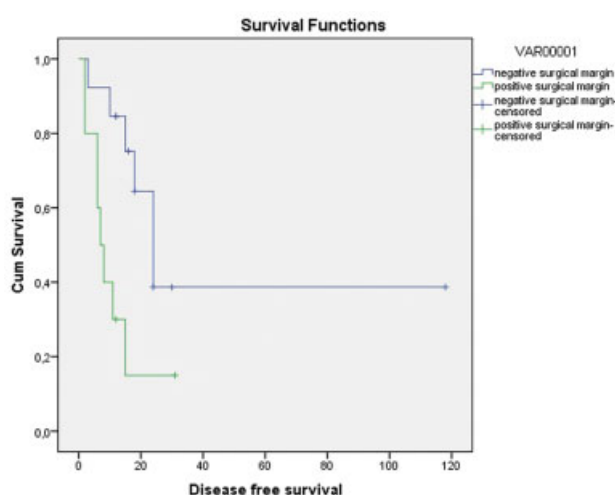 Survival Functions
VAR00001
negative surgical margin
positive surgical margin
negative surgical margin-
censored
positive surgical margin-
censored
Cum Survival
1,0
0,8
0,6
0,4
0,2
0,0
0 20 40 60 80 100 120
Disease free survival